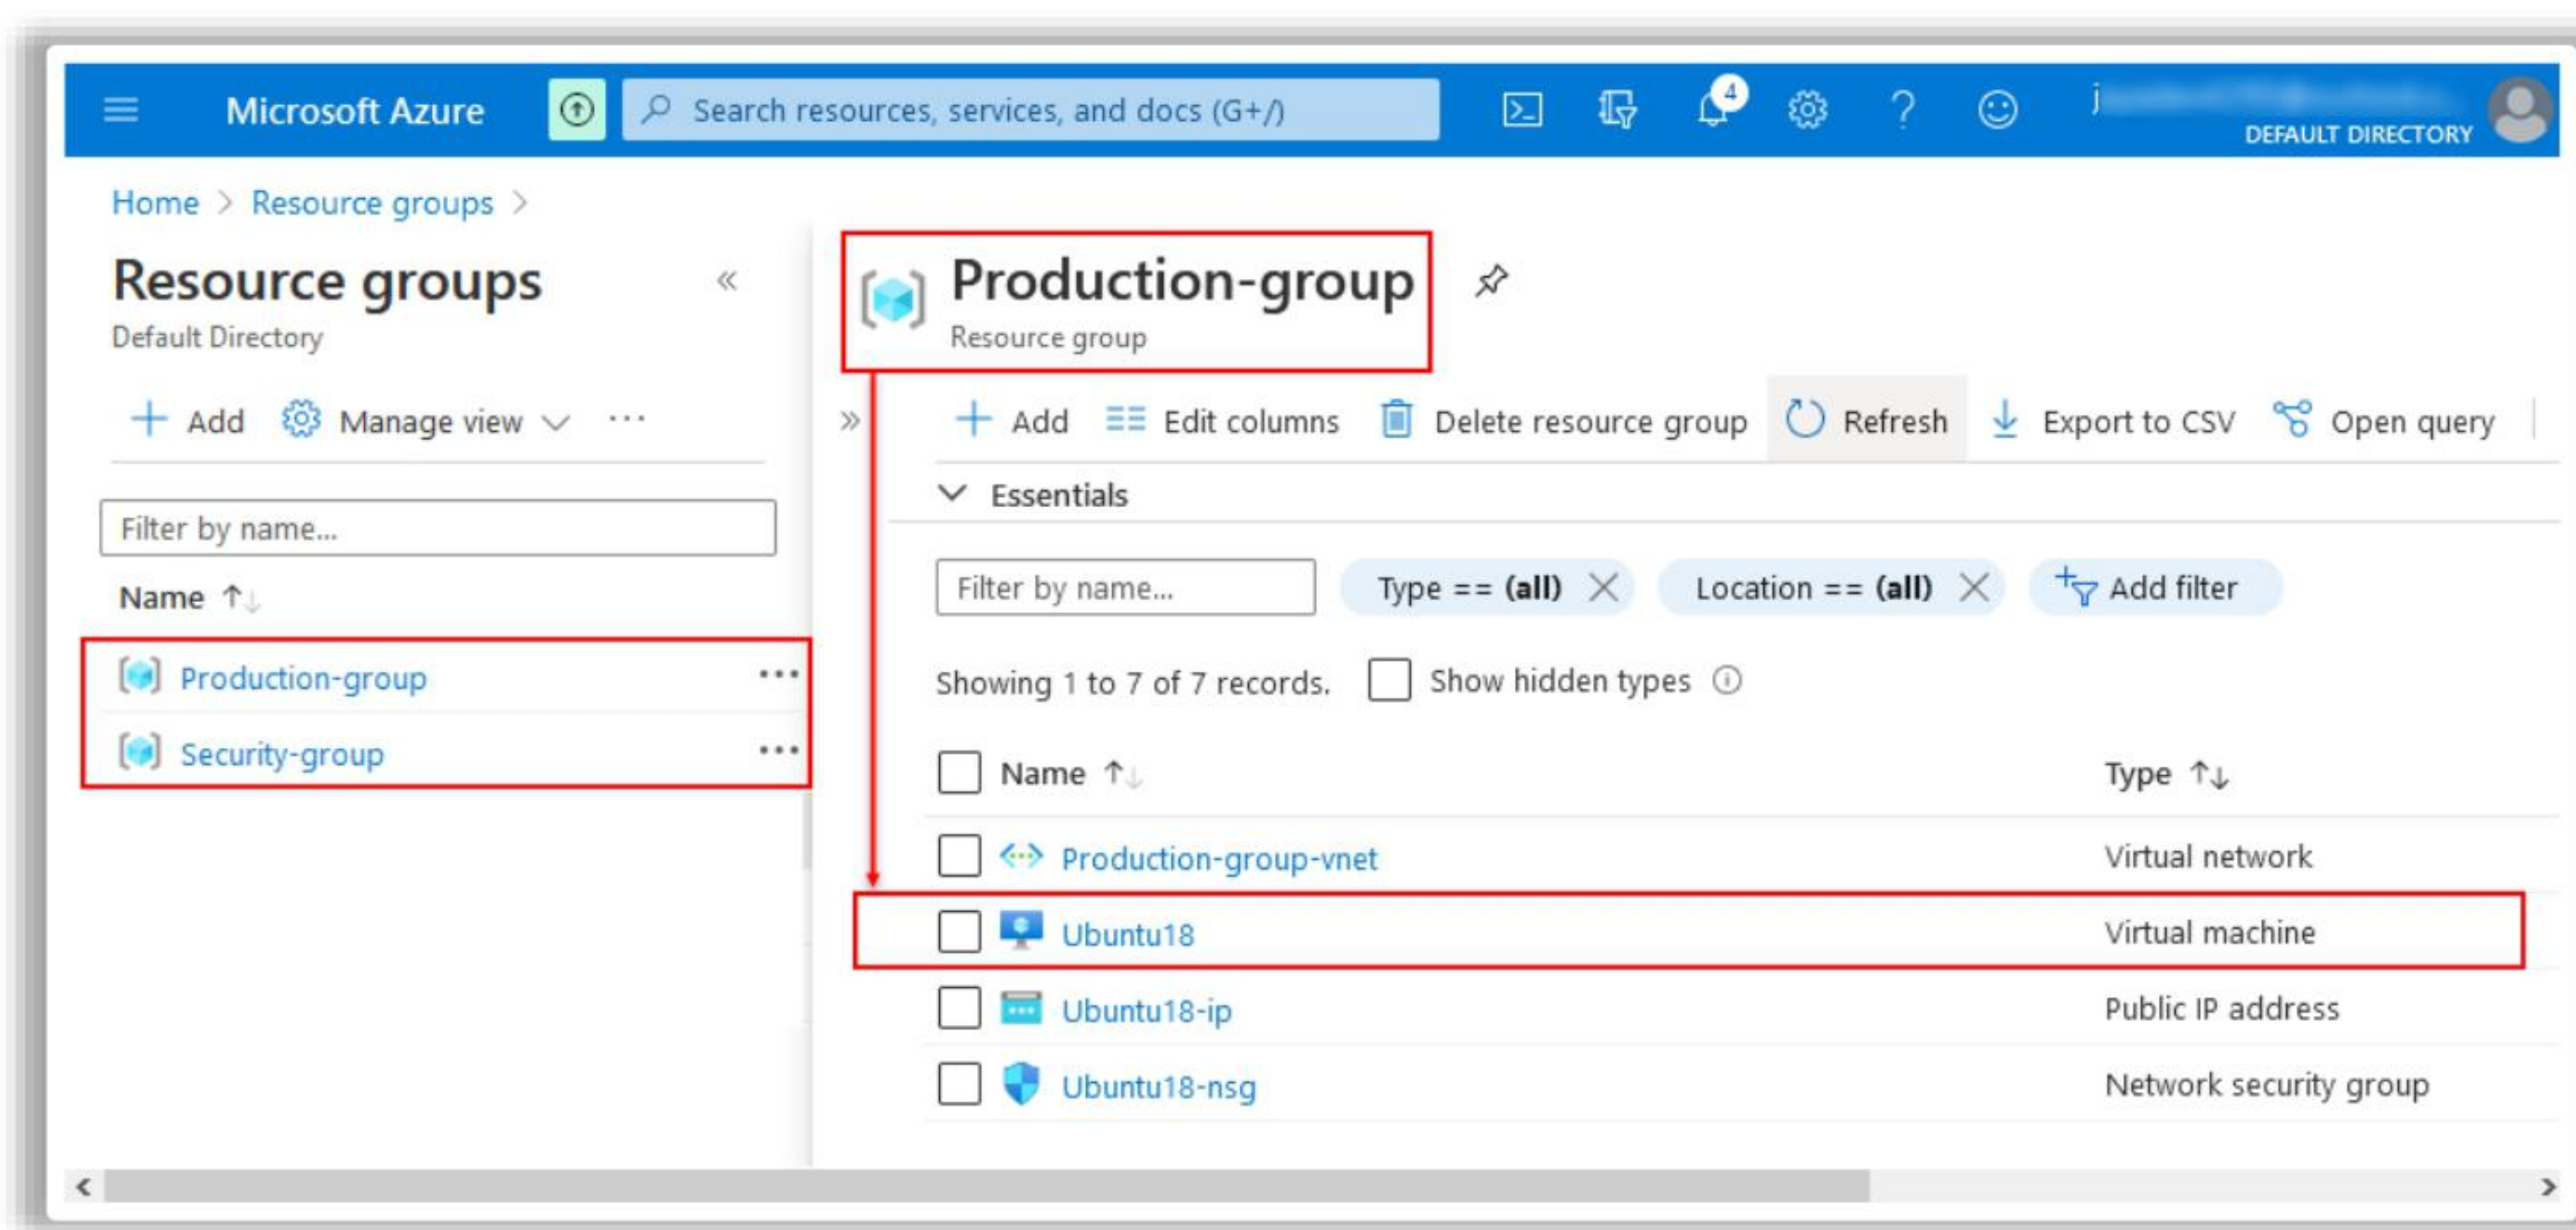 Microsoft Azure
Search resources, services, and docs (G+/)
4
j
DEFAULT DIRECTORY
Home > Resource groups >
Resource groups
Default Directory
Add Manage view ...
Filter by name...
Name
Production-group ...
Security-group ...
Production-group
Resource group
Add Edit columns Delete resource group Refresh Export to CSV Open query
Essentials
Filter by name... Type == (all) Location == (all) Add filter
Showing 1 to 7 of 7 records. Show hidden types
Name Type
Production-group-vnet Virtual network
Ubuntu18 Virtual machine
Ubuntu18-ip Public IP address
Ubuntu18-nsg Network security group